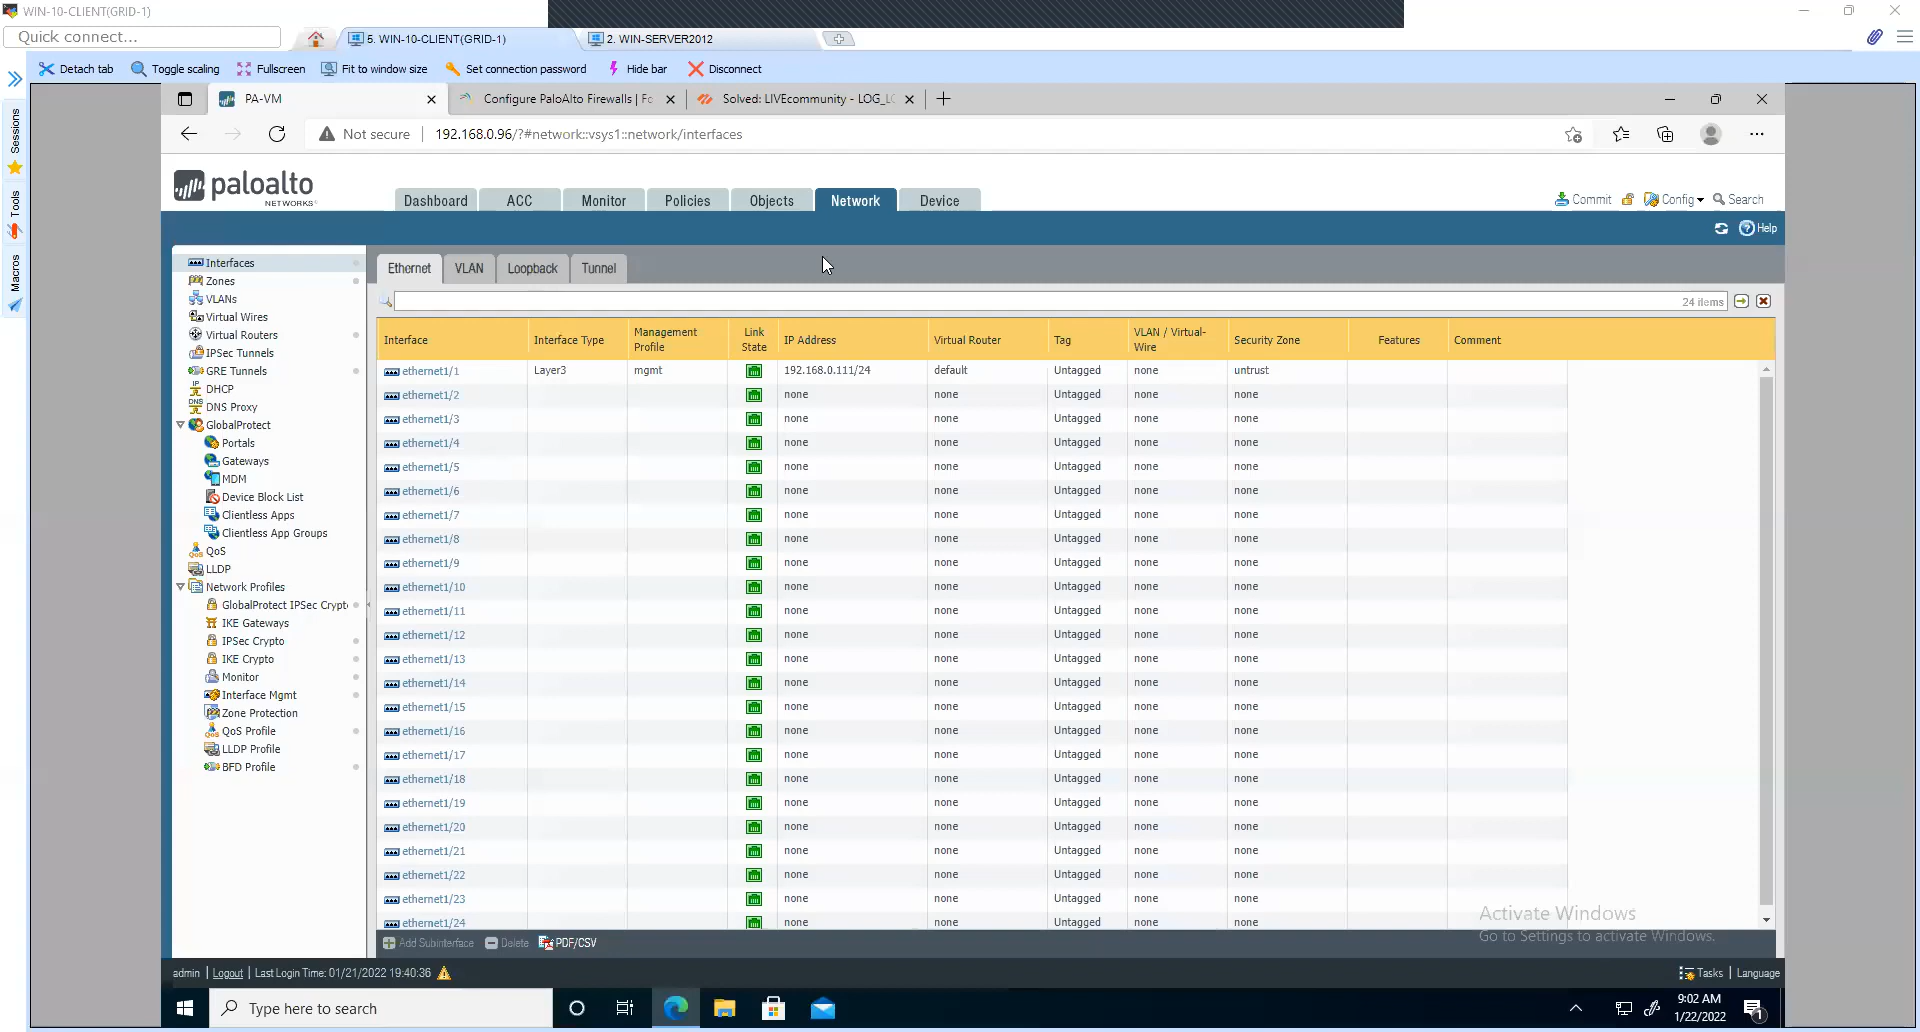 WIN-10-CLIENT(GRID-1)
Quick connect...
5. WIN-10-CLIENT(GRID-1)
2. WIN-SERVER2012
Detach tab
Toggle scaling
Fullscreen
Fit to window size
Set connection password
Hide bar
Disconnect
Sessions
Tools
Macros
PA-VM
Configure PaloAlto Firewalls | Fo
Solved: LIVEcommunity - LOG_LO
Not secure
192.168.0.96/?#network::vsys1::network/interfaces
paloalto
NETWORKS
Dashboard
ACC
Monitor
Policies
Objects
Network
Device
Commit
Config
Search
Help
Interfaces
Zones
VLANs
Virtual Wires
Virtual Routers
IPSec Tunnels
GRE Tunnels
DHCP
DNS Proxy
GlobalProtect
Portals
Gateways
MDM
Device Block List
Clientless Apps
Clientless App Groups
QoS
LLDP
Network Profiles
GlobalProtect IPSec Crypt
IKE Gateways
IPSec Crypto
IKE Crypto
Monitor
Interface Mgmt
Zone Protection
QoS Profile
LLDP Profile
BFD Profile
Ethernet
VLAN
Loopback
Tunnel
24 items
Interface Interface Type Management Profile Link State IP Address Virtual Router Tag VLAN / Virtual-Wire Security Zone Features Comment
ethernet1/1 Layer3 mgmt 192.168.0.111/24 default Untagged none untrust
ethernet1/2 none none Untagged none none
ethernet1/3 none none Untagged none none
ethernet1/4 none none Untagged none none
ethernet1/5 none none Untagged none none
ethernet1/6 none none Untagged none none
ethernet1/7 none none Untagged none none
ethernet1/8 none none Untagged none none
ethernet1/9 none none Untagged none none
ethernet1/10 none none Untagged none none
ethernet1/11 none none Untagged none none
ethernet1/12 none none Untagged none none
ethernet1/13 none none Untagged none none
ethernet1/14 none none Untagged none none
ethernet1/15 none none Untagged none none
ethernet1/16 none none Untagged none none
ethernet1/17 none none Untagged none none
ethernet1/18 none none Untagged none none
ethernet1/19 none none Untagged none none
ethernet1/20 none none Untagged none none
ethernet1/21 none none Untagged none none
ethernet1/22 none none Untagged none none
ethernet1/23 none none Untagged none none
ethernet1/24 none none Untagged none none
Activate Windows
Go to Settings to activate Windows.
Add Subinterface
Delete
PDF/CSV
admin | Logout | Last Login Time: 01/21/2022 19:40:36
Tasks | Language
Type here to search
9:02 AM
1/22/2022
1